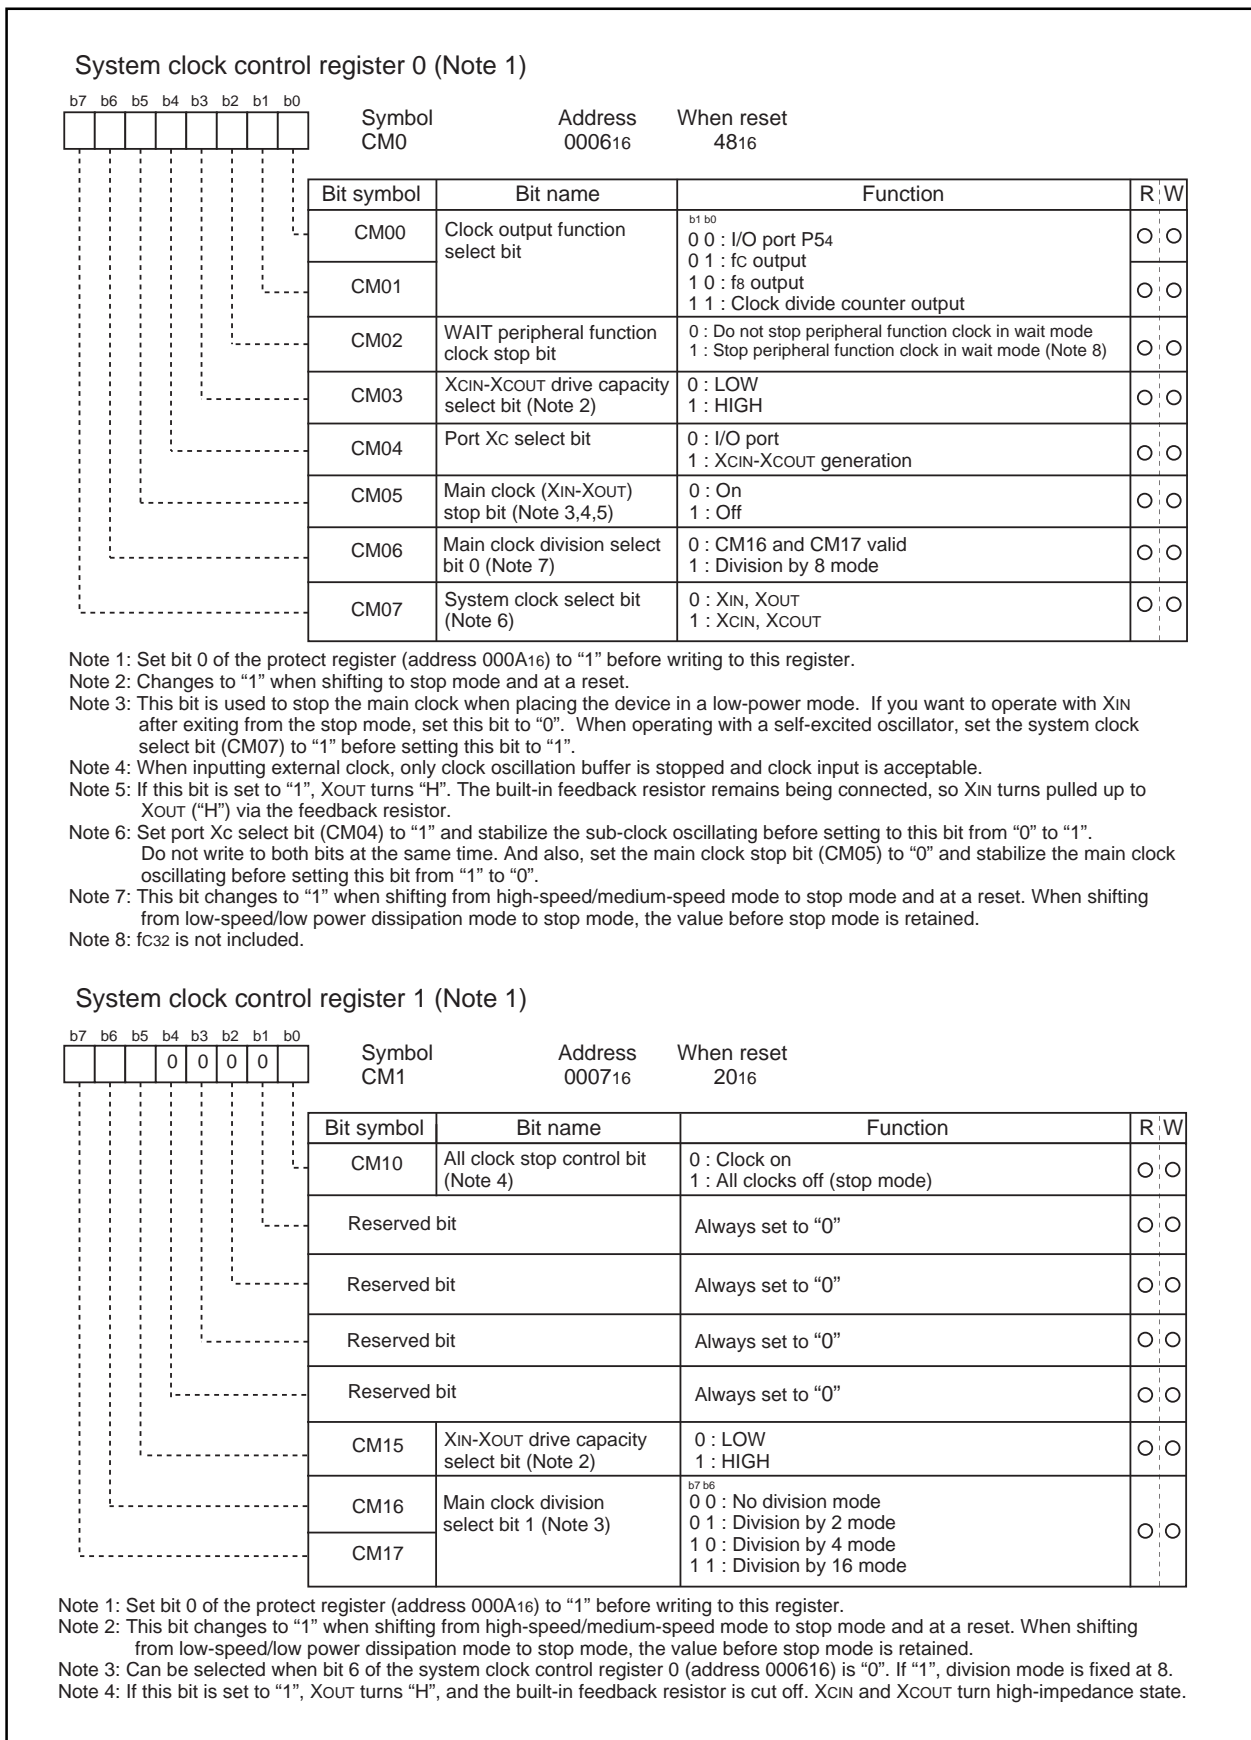 System clock control register 0 (Note 1)
b7 b6 b5 b4 b3 b2 b1 b0
Symbol Address When reset
CM0 000616 4816
Bit symbol Bit name Function R W
CM00 Clock output function select bit
b1 b0
0 0 : I/O port P54
0 1 : fC output
1 0 : f8 output
1 1 : Clock divide counter output
CM01
CM02 WAIT peripheral function clock stop bit
0 : Do not stop peripheral function clock in wait mode
1 : Stop peripheral function clock in wait mode (Note 8)
CM03 XCIN-XCOUT drive capacity select bit (Note 2)
0 : LOW
1 : HIGH
CM04 Port XC select bit
0 : I/O port
1 : XCIN-XCOUT generation
CM05 Main clock (XIN-XOUT) stop bit (Note 3,4,5)
0 : On
1 : Off
CM06 Main clock division select bit 0 (Note 7)
0 : CM16 and CM17 valid
1 : Division by 8 mode
CM07 System clock select bit (Note 6)
0 : XIN, XOUT
1 : XCIN, XCOUT
Note 1: Set bit 0 of the protect register (address 000A16) to “1” before writing to this register.
Note 2: Changes to “1” when shifting to stop mode and at a reset.
Note 3: This bit is used to stop the main clock when placing the device in a low-power mode. If you want to operate with XIN
after exiting from the stop mode, set this bit to “0”. When operating with a self-excited oscillator, set the system clock
select bit (CM07) to “1” before setting this bit to “1”.
Note 4: When inputting external clock, only clock oscillation buffer is stopped and clock input is acceptable.
Note 5: If this bit is set to “1”, XOUT turns “H”. The built-in feedback resistor remains being connected, so XIN turns pulled up to
XOUT (“H”) via the feedback resistor.
Note 6: Set port Xc select bit (CM04) to “1” and stabilize the sub-clock oscillating before setting to this bit from “0” to “1”.
Do not write to both bits at the same time. And also, set the main clock stop bit (CM05) to “0” and stabilize the main clock
oscillating before setting this bit from “1” to “0”.
Note 7: This bit changes to “1” when shifting from high-speed/medium-speed mode to stop mode and at a reset. When shifting
from low-speed/low power dissipation mode to stop mode, the value before stop mode is retained.
Note 8: fC32 is not included.
System clock control register 1 (Note 1)
b7 b6 b5 b4 b3 b2 b1 b0
0 0 0 0
Symbol Address When reset
CM1 000716 2016
Bit symbol Bit name Function R W
CM10 All clock stop control bit (Note 4)
0 : Clock on
1 : All clocks off (stop mode)
Reserved bit Always set to “0”
Reserved bit Always set to “0”
Reserved bit Always set to “0”
Reserved bit Always set to “0”
CM15 XIN-XOUT drive capacity select bit (Note 2)
0 : LOW
1 : HIGH
CM16 Main clock division select bit 1 (Note 3)
b7 b6
0 0 : No division mode
0 1 : Division by 2 mode
1 0 : Division by 4 mode
1 1 : Division by 16 mode
CM17
Note 1: Set bit 0 of the protect register (address 000A16) to “1” before writing to this register.
Note 2: This bit changes to “1” when shifting from high-speed/medium-speed mode to stop mode and at a reset. When shifting
from low-speed/low power dissipation mode to stop mode, the value before stop mode is retained.
Note 3: Can be selected when bit 6 of the system clock control register 0 (address 000616) is “0”. If “1”, division mode is fixed at 8.
Note 4: If this bit is set to “1”, XOUT turns “H”, and the built-in feedback resistor is cut off. XCIN and XCOUT turn high-impedance state.